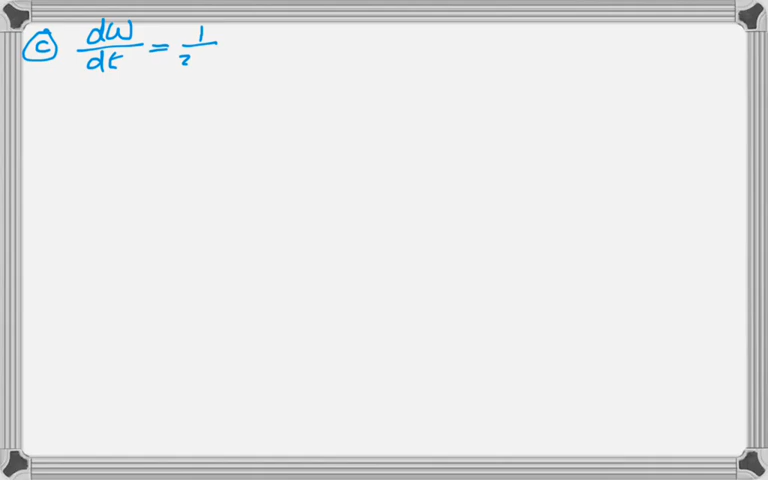 ⓒ dW/dt = 1/2